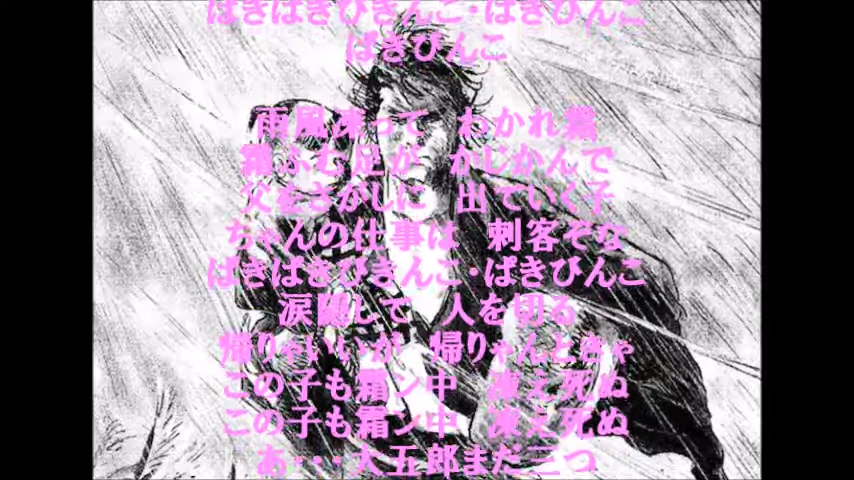 ぱきぱきぴきんこ・ぱきぴんこ
ぱきぴんこ
雨風凍って わかれ霜
霜ふむ足が かじかんで
父をさがしに 出ていく子
ちゃんの仕事は 刺客ぞな
ぱきぱきぴきんこ・ぱきぴんこ
涙隠して 人を切る
帰りゃいいが 帰りゃんときゃ
この子も霜ン中 凍え死ぬ
この子も霜ン中 凍え死ぬ
あ・・・大五郎まだ三つ